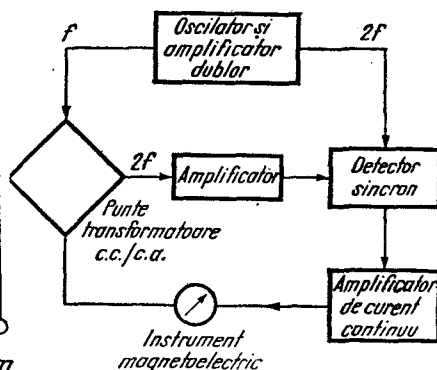 f
Oscilator și
amplificator
dublor
2f
2f
Amplificator
Detector
sincron
Punte
transformatoare
c.c./c.a.
Amplificator
de curent
continuu
Instrument
magnetoelectric